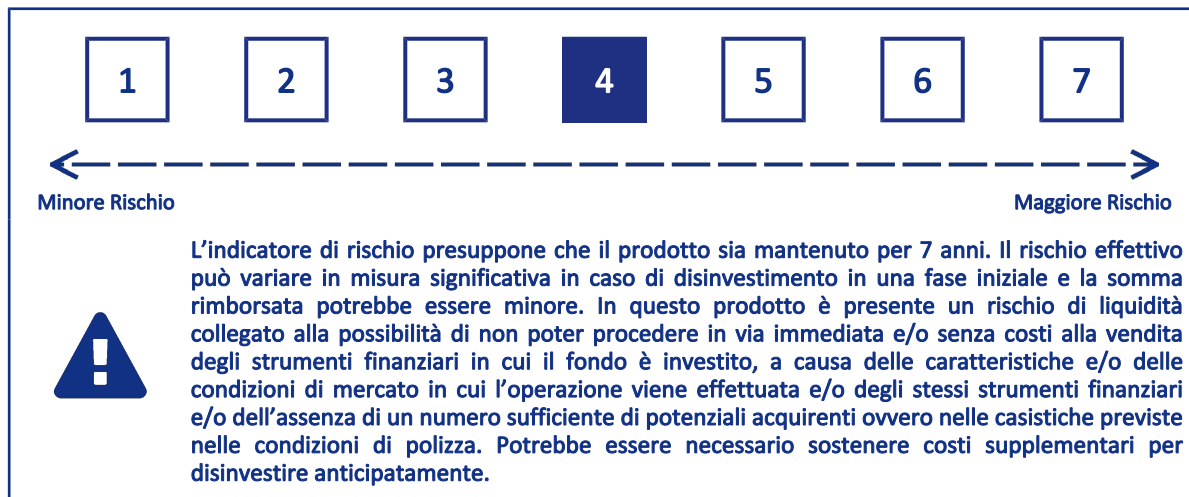 1 2 3 4 5 6 7
Minore Rischio Maggiore Rischio
L’indicatore di rischio presuppone che il prodotto sia mantenuto per 7 anni. Il rischio effettivo
può variare in misura significativa in caso di disinvestimento in una fase iniziale e la somma
rimborsata potrebbe essere minore. In questo prodotto è presente un rischio di liquidità
collegato alla possibilità di non poter procedere in via immediata e/o senza costi alla vendita
degli strumenti finanziari in cui il fondo è investito, a causa delle caratteristiche e/o delle
condizioni di mercato in cui l’operazione viene effettuata e/o degli stessi strumenti finanziari
e/o dell’assenza di un numero sufficiente di potenziali acquirenti ovvero nelle casistiche previste
nelle condizioni di polizza. Potrebbe essere necessario sostenere costi supplementari per
disinvestire anticipatamente.